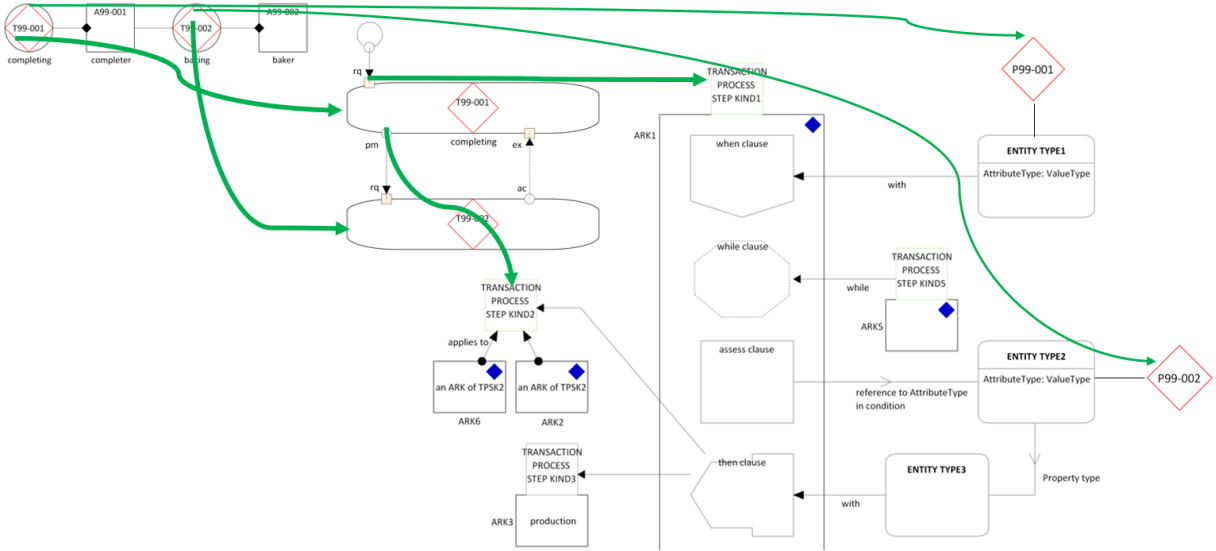 A99-001
A99-002
T99-001
T99-002
completing
completer
baking
baker
P99-001
rq
TRANSACTION
PROCESS
STEP KIND1
T99-001
ARK1
pm
completing
ex
when clause
ENTITY TYPE1
AttributeType: ValueType
with
rq
ac
T99-002
while clause
TRANSACTION
PROCESS
STEP KIND5
while
ARK5
TRANSACTION
PROCESS
STEP KIND2
applies to
assess clause
ENTITY TYPE2
AttributeType: ValueType
P99-002
an ARK of TPSK2
an ARK of TPSK2
reference to AttributeType
in condition
ARK6
ARK2
TRANSACTION
PROCESS
STEP KIND3
then clause
ENTITY TYPE3
Property type
with
ARK3
production